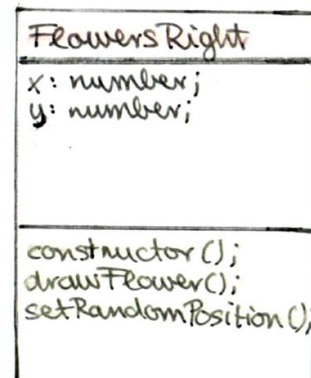 FlowersRight
x: number;
y: number;
constructor();
drawFlower();
setRandomPosition();